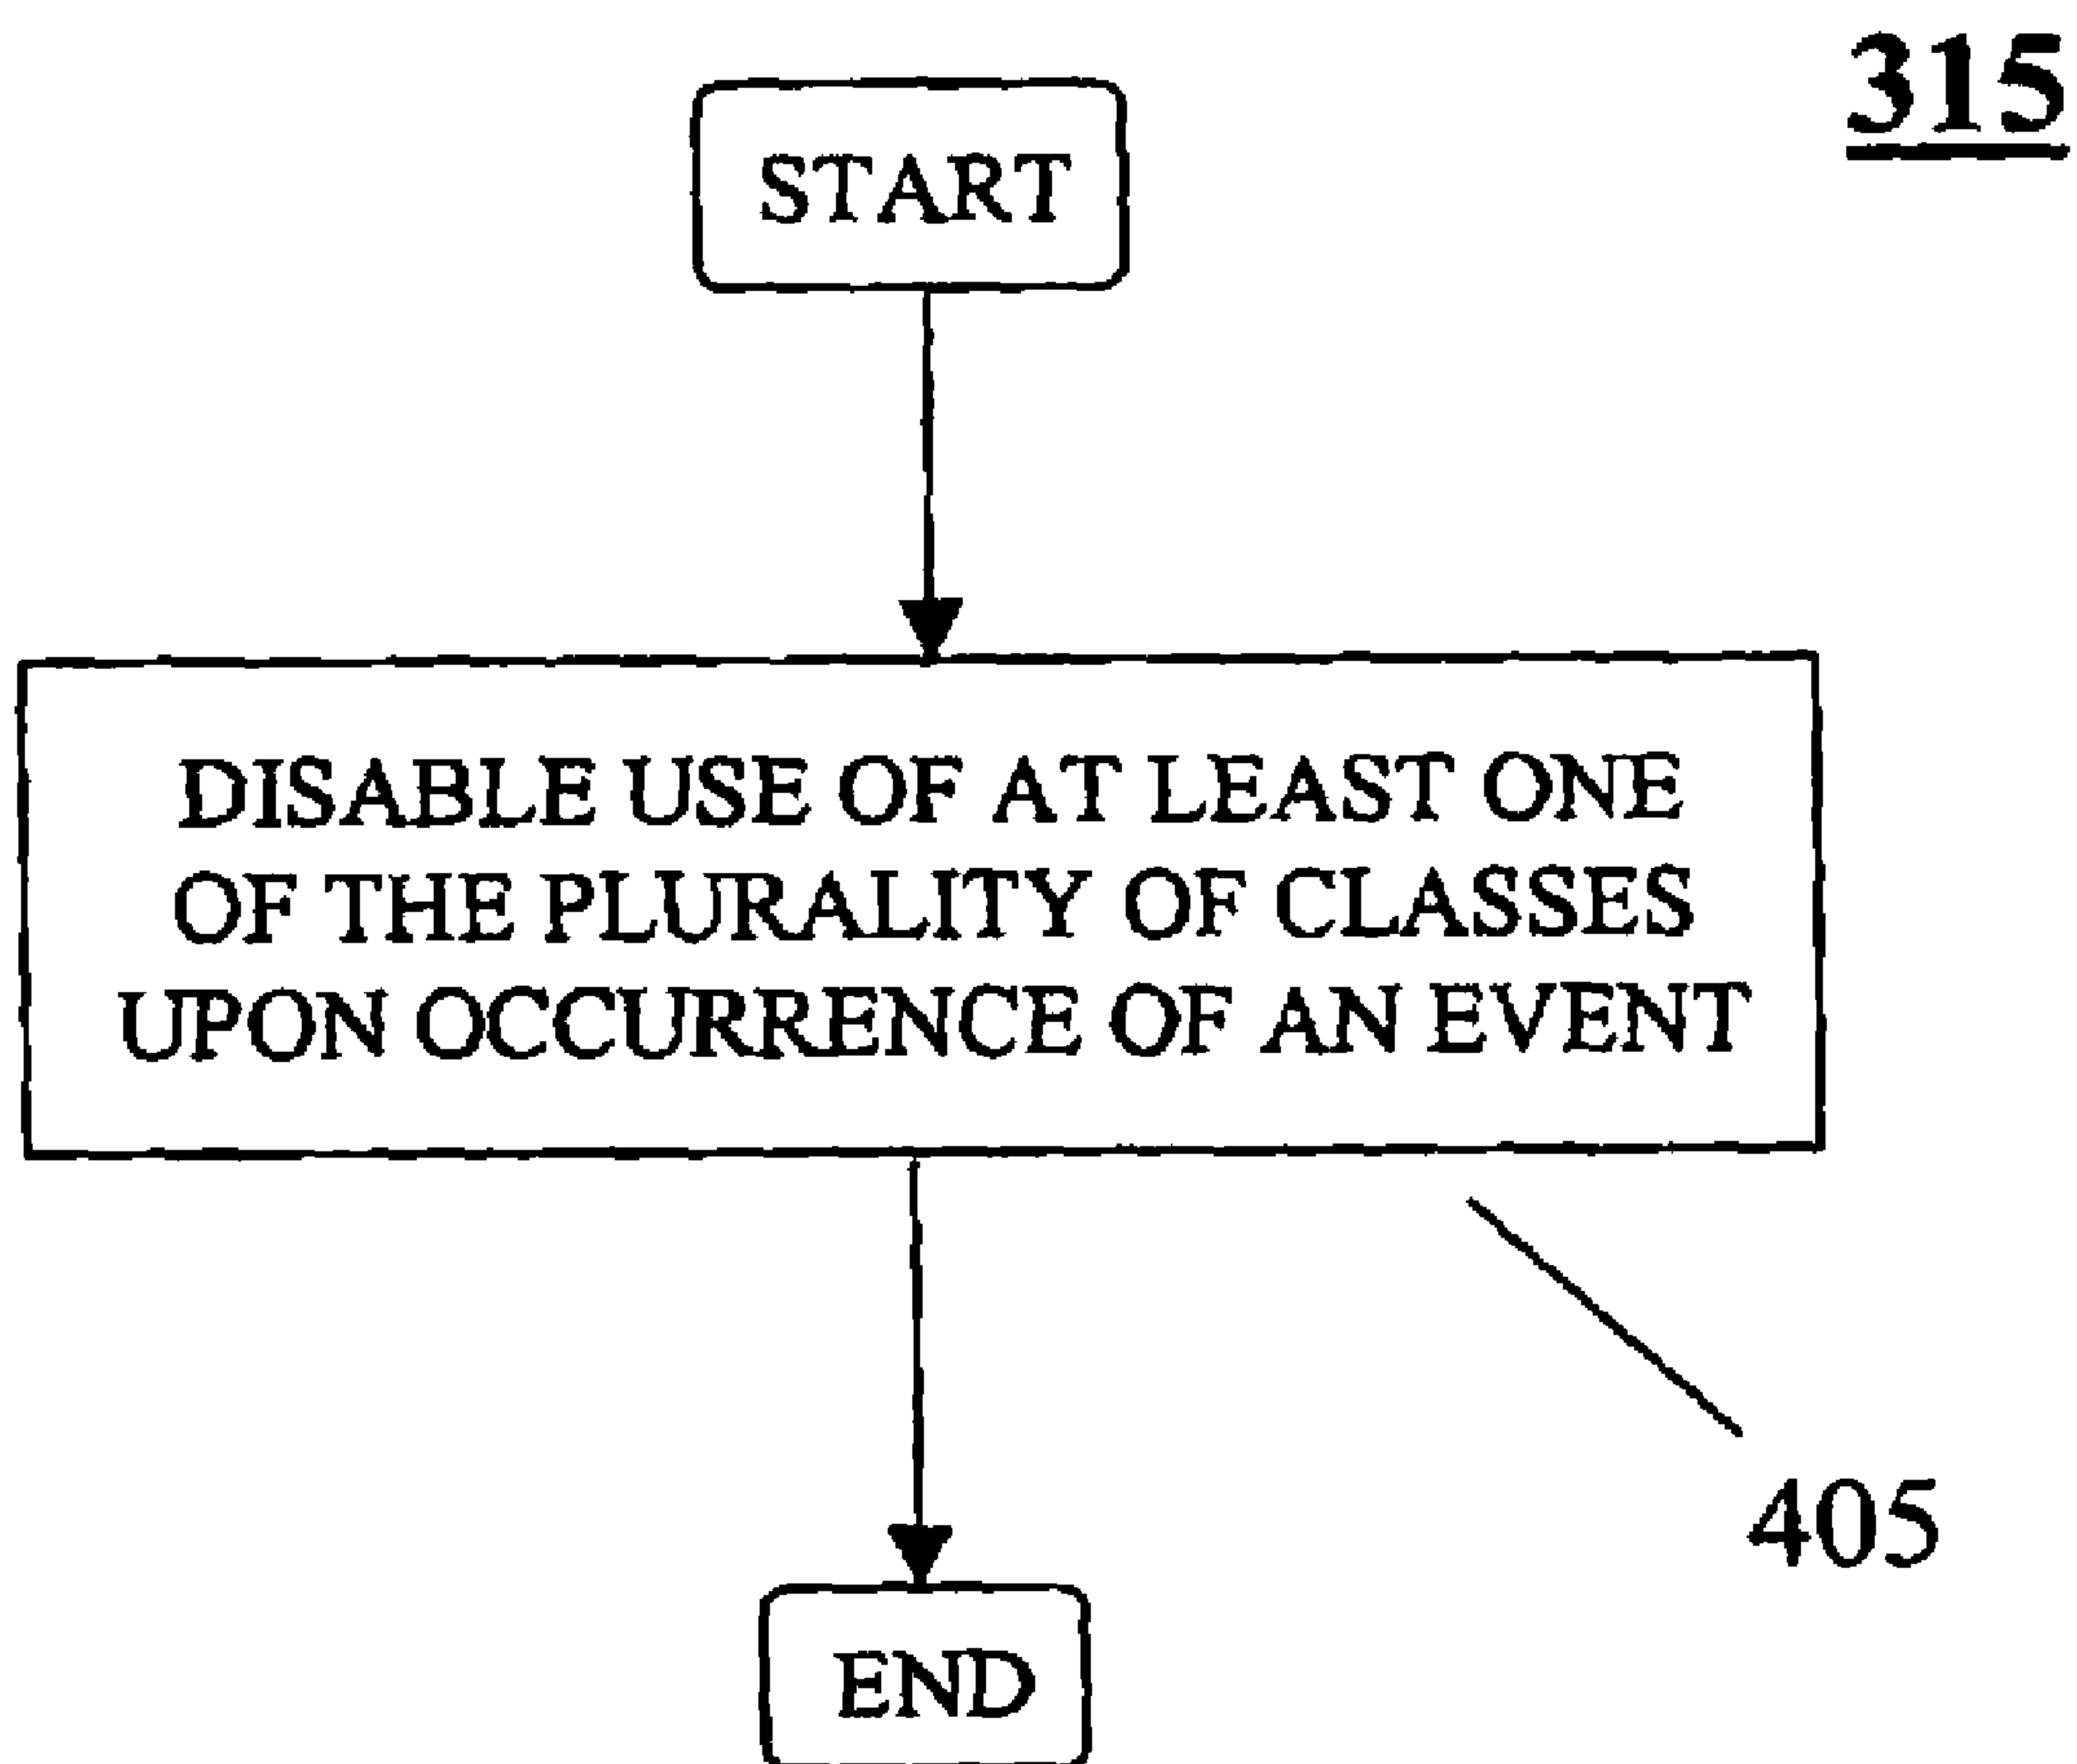 315
START
DISABLE USE OF AT LEAST ONE
OF THE PLURALITY OF CLASSES
UPON OCCURRENCE OF AN EVENT
405
END